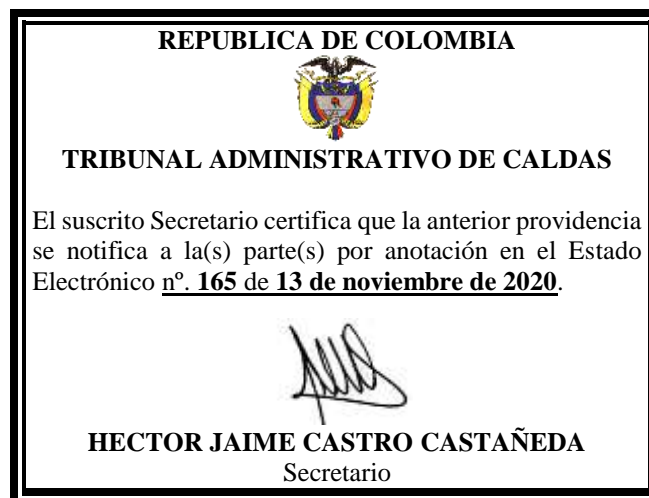 REPUBLICA DE COLOMBIA
TRIBUNAL ADMINISTRATIVO DE CALDAS
El suscrito Secretario certifica que la anterior providencia
se notifica a la(s) parte(s) por anotación en el Estado
Electrónico nº. 165 de 13 de noviembre de 2020.
HECTOR JAIME CASTRO CASTAÑEDA
Secretario